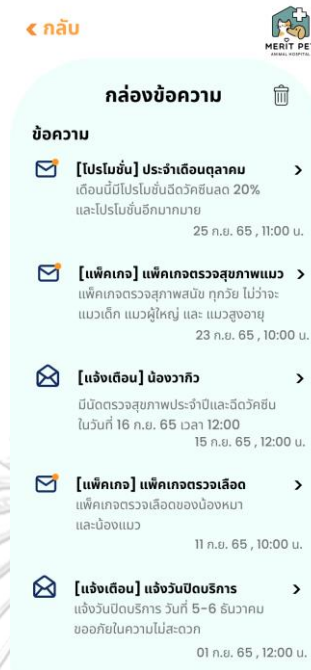 กลับ
MERIT PET
ANIMAL HOSPITAL
กล่องข้อความ
ข้อความ
[โปรโมชั่น] ประจำเดือนตุลาคม
เดือนนี้มีโปรโมชั่นฉีดวัคซีนลด 20%
และโปรโมชั่นอีกมากมาย
25 ก.ย. 65 , 11:00 น.
[แพ็คเกจ] แพ็คเกจตรวจสุขภาพแมว
แพ็คเกจตรวจสุภาพสนัข ทุกวัย ไม่ว่าจะ
แมวเด็ก แมวผู้ใหญ่ และ แมวสูงอายุ
23 ก.ย. 65 , 10:00 น.
[แจ้งเตือน] น้องวากิว
มีนัดตรวจสุขภาพประจำปีและฉีดวัคซีน
ในวันที่ 16 ก.ย. 65 เวลา 12:00
15 ก.ย. 65 , 12:00 น.
[แพ็คเกจ] แพ็คเกจตรวจเลือด
แพ็คเกจตรวจเลือดของน้องหมา
และน้องแมว
11 ก.ย. 65 , 10:00 น.
[แจ้งเตือน] แจ้งวันปิดบริการ
แจ้งวันปิดบริการ วันที่ 5-6 ธันวาคม
ขออภัยในความไม่สะดวก
01 ก.ย. 65 , 12:00 น.